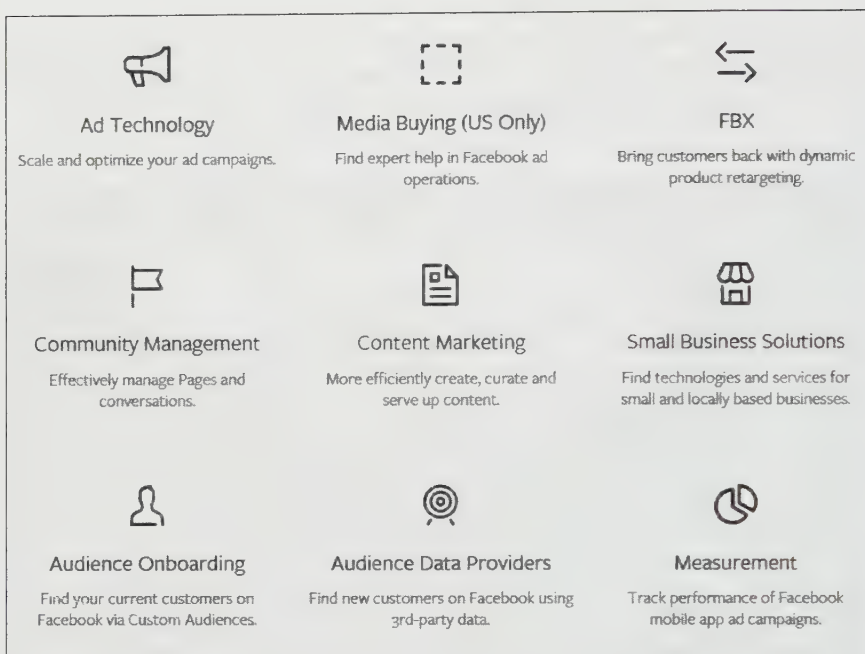 Ad Technology
Scale and optimize your ad campaigns.
Media Buying (US Only)
Find expert help in Facebook ad
operations.
FBX
Bring customers back with dynamic
product retargeting.
Community Management
Effectively manage Pages and
conversations.
Content Marketing
More efficiently create, curate and
serve up content.
Small Business Solutions
Find technologies and services for
small and locally based businesses.
Audience Onboarding
Find your current customers on
Facebook via Custom Audiences.
Audience Data Providers
Find new customers on Facebook using
3rd-party data.
Measurement
Track performance of Facebook
mobile app ad campaigns.